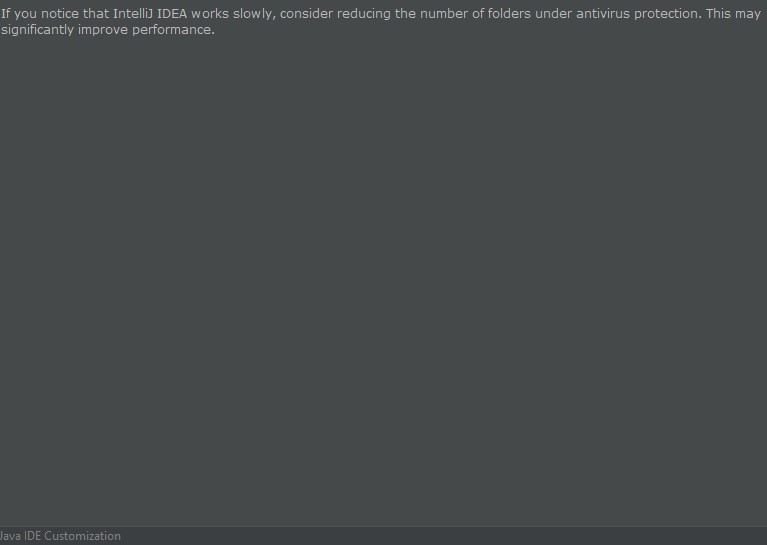 If you notice that IntelliJ IDEA works slowly, consider reducing the number of folders under antivirus protection. This may
significantly improve performance.
Java IDE Customization